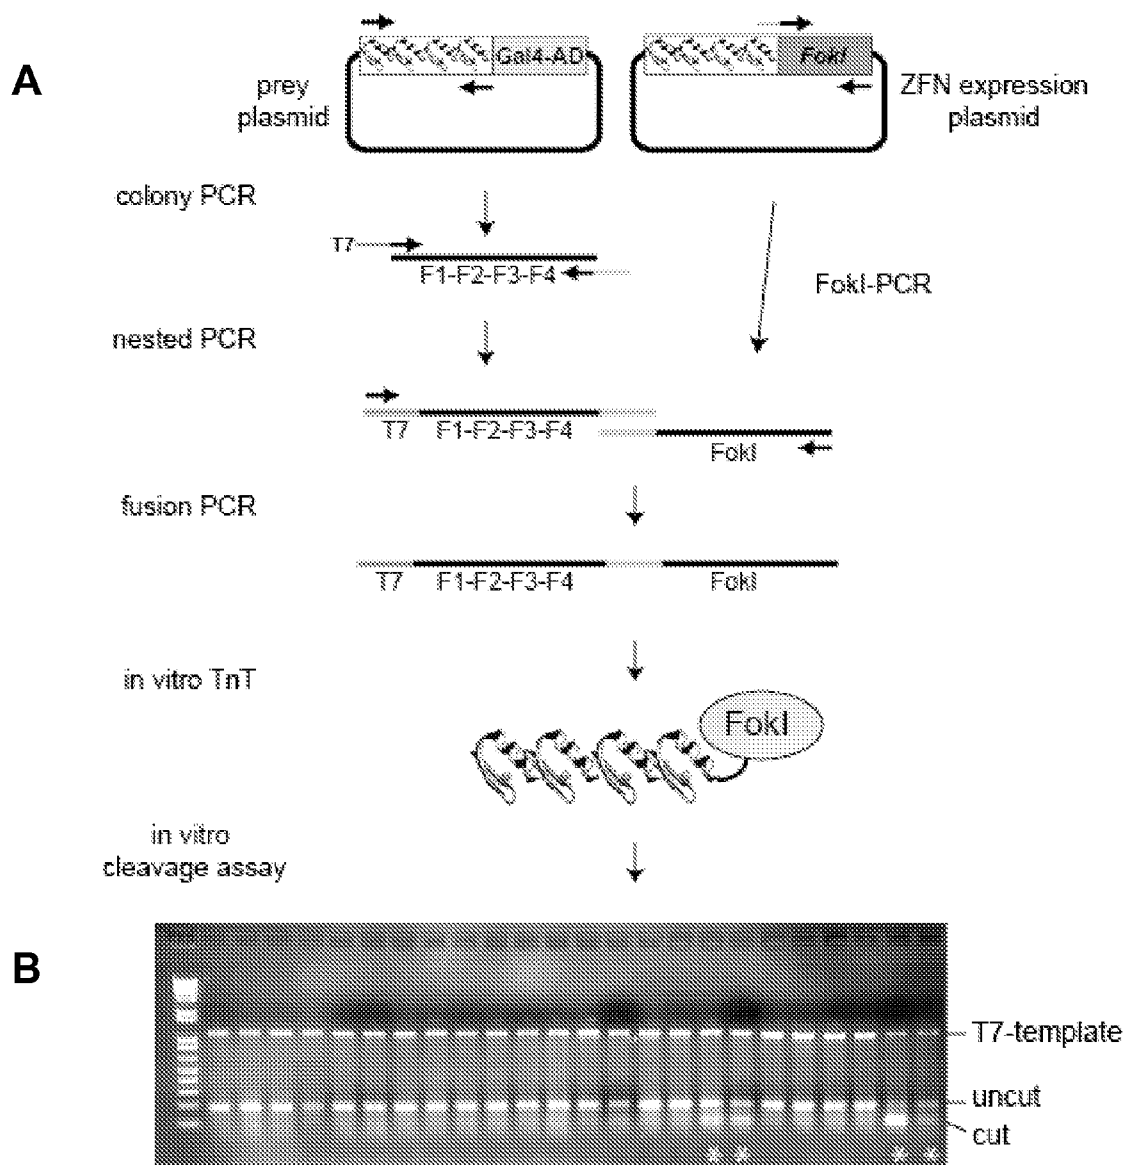 A
prey
plasmid
Gal4-AD
FokI
ZFN expression
plasmid
colony PCR
T7
F1-F2-F3-F4
FokI-PCR
nested PCR
T7
F1-F2-F3-F4
FokI
fusion PCR
T7
F1-F2-F3-F4
FokI
in vitro TnT
FokI
in vitro
cleavage assay
B
T7-template
uncut
cut
* * * *